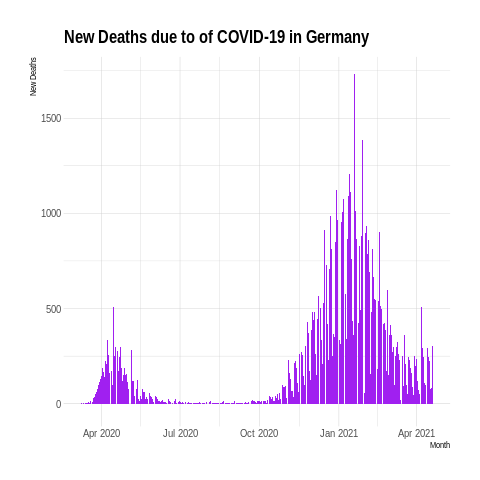 New Deaths due to of COVID-19 in Germany
New Deaths
1500
1000
500
0
Apr 2020 Jul 2020 Oct 2020 Jan 2021 Apr 2021
Month